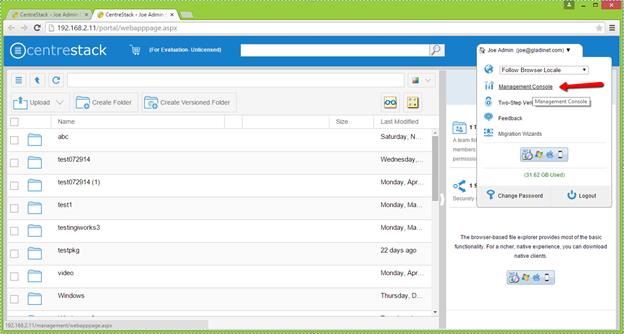 CentreStack - Joe Admin
CentreStack - Joe Admin
192.168.2.11/portal/webapppage.aspx
centrestack
(For Evaluation- Unlicensed)
Joe Admin (joe@gladinet.com) ▼
Follow Browser Locale
Management Console
Two-Step Ver
Management Console
Feedback
Migration Wizards
(31.62 GB Used)
Change Password
Logout
Upload
Create Folder
Create Versioned Folder
Name
Size
Last Modified
abc
Saturday, N...
test072914
Wednesday,...
test072914 (1)
Monday, Apr...
test1
Monday, Ma...
testingiworks3
Monday, Apr...
testpkg
22 days ago
video
Monday, Apr...
Windows
Thursday, D...
1 T
A team fo
members
permissio
Securely
The browser-based file explorer provides most of the basic
functionality. For a richer, native experience, you can download
native clients.
192.168.2.11/management/webapppage.aspx